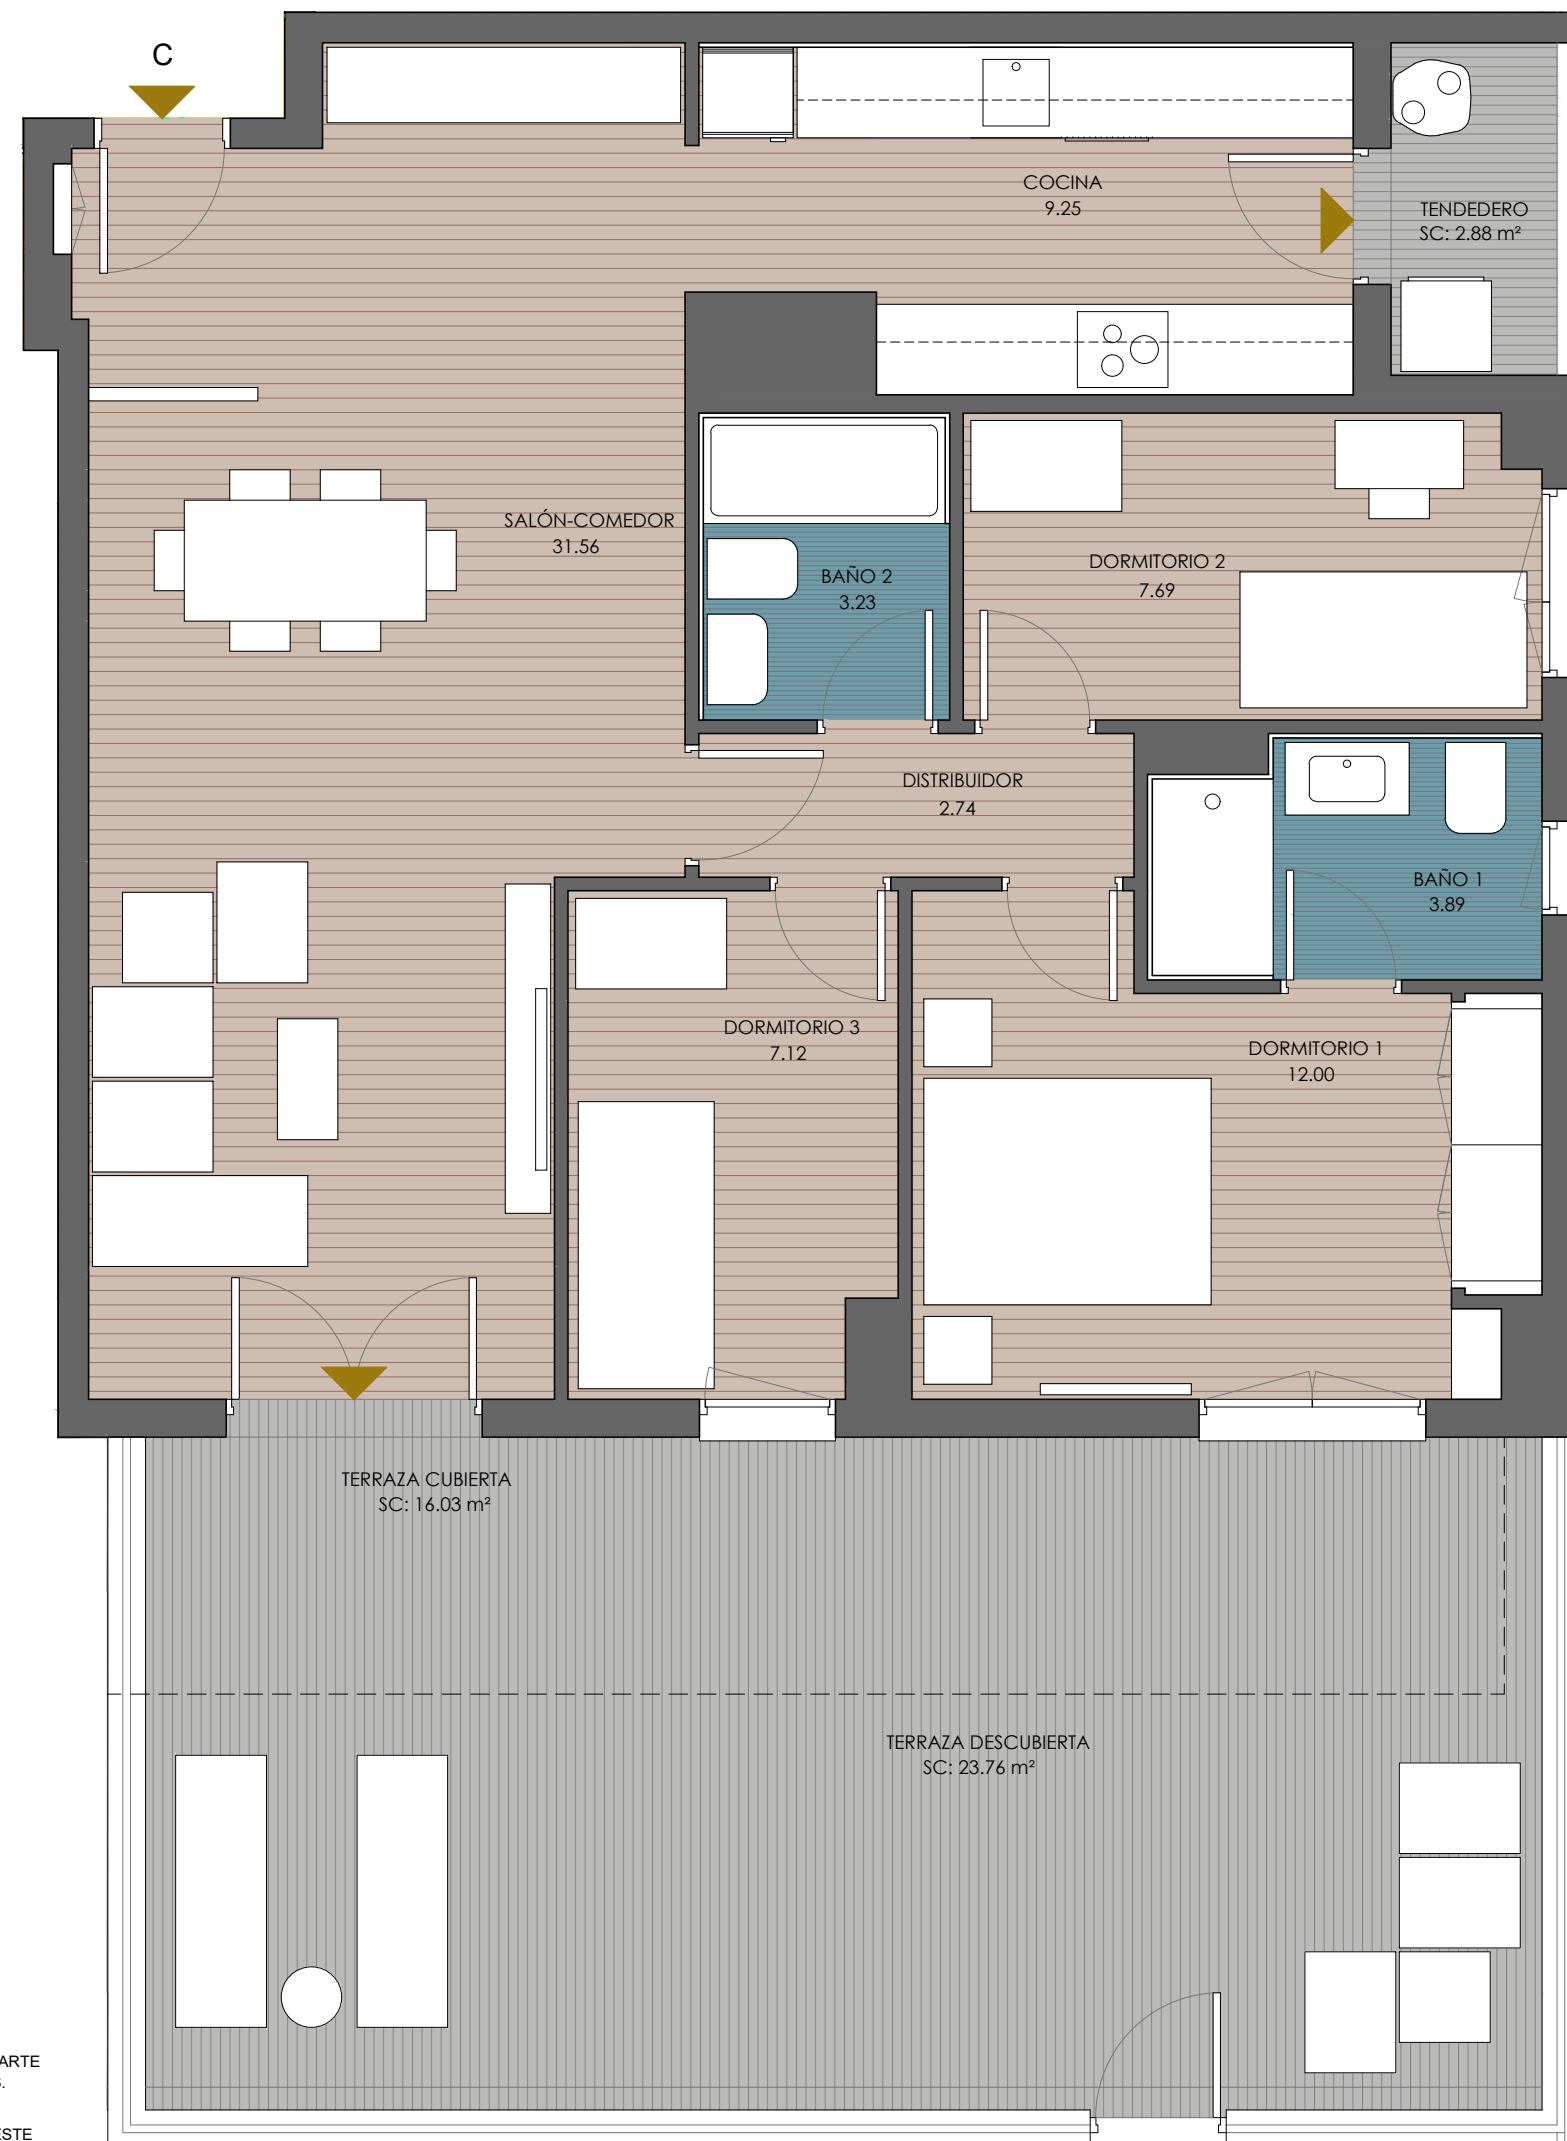 C
COCINA
9.25
TENDEDERO
SC: 2.88 m²
SALÓN-COMEDOR
31.56
BAÑO 2
3.23
DORMITORIO 2
7.69
DISTRIBUIDOR
2.74
BAÑO 1
3.89
DORMITORIO 3
7.12
DORMITORIO 1
12.00
TERRAZA CUBIERTA
SC: 16.03 m²
TERRAZA DESCUBIERTA
SC: 23.76 m²
ARTE
ESTE